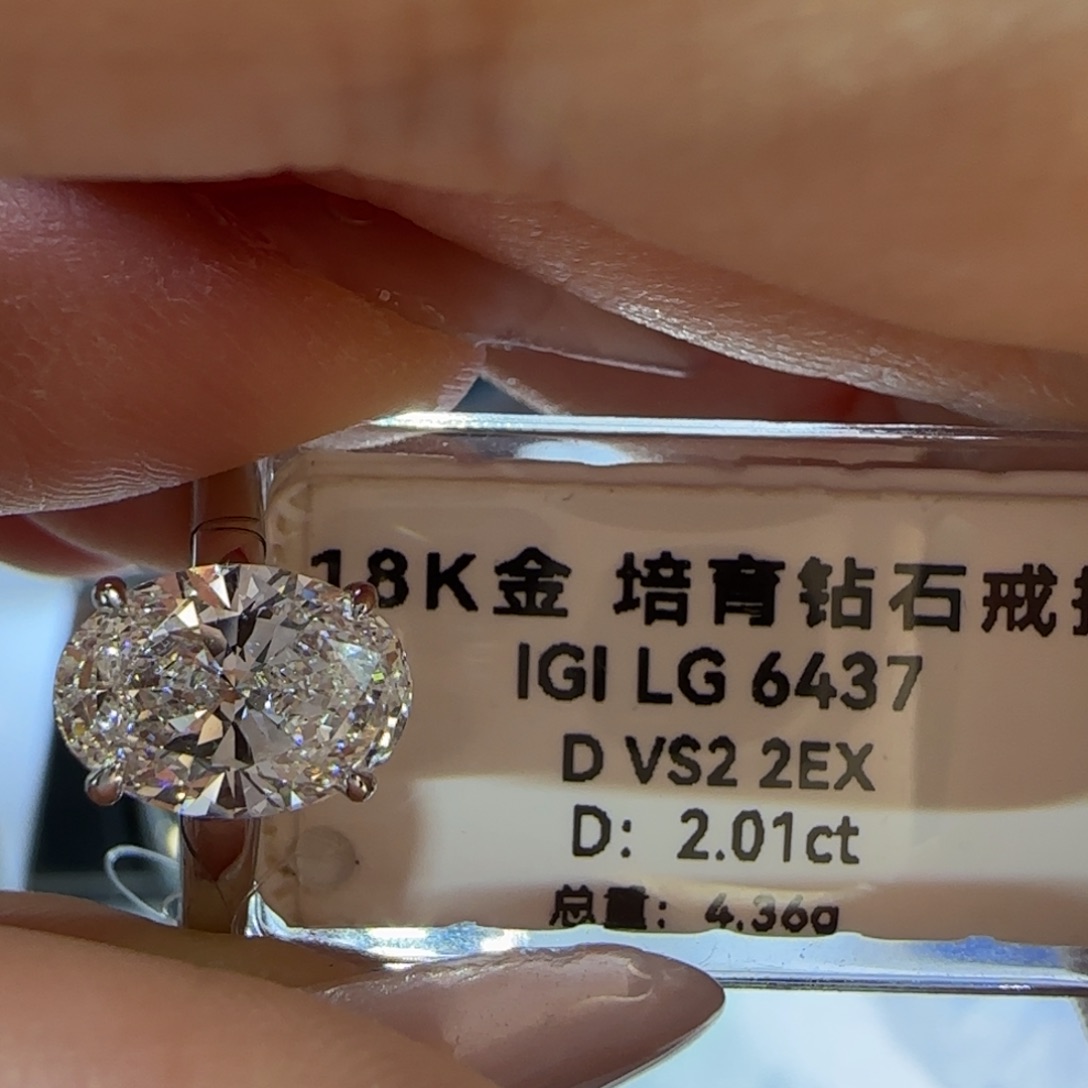 18K金 培育钻石戒
IGI LG 6437
D VS2 2EX
D: 2.01ct
总重: 4.36g